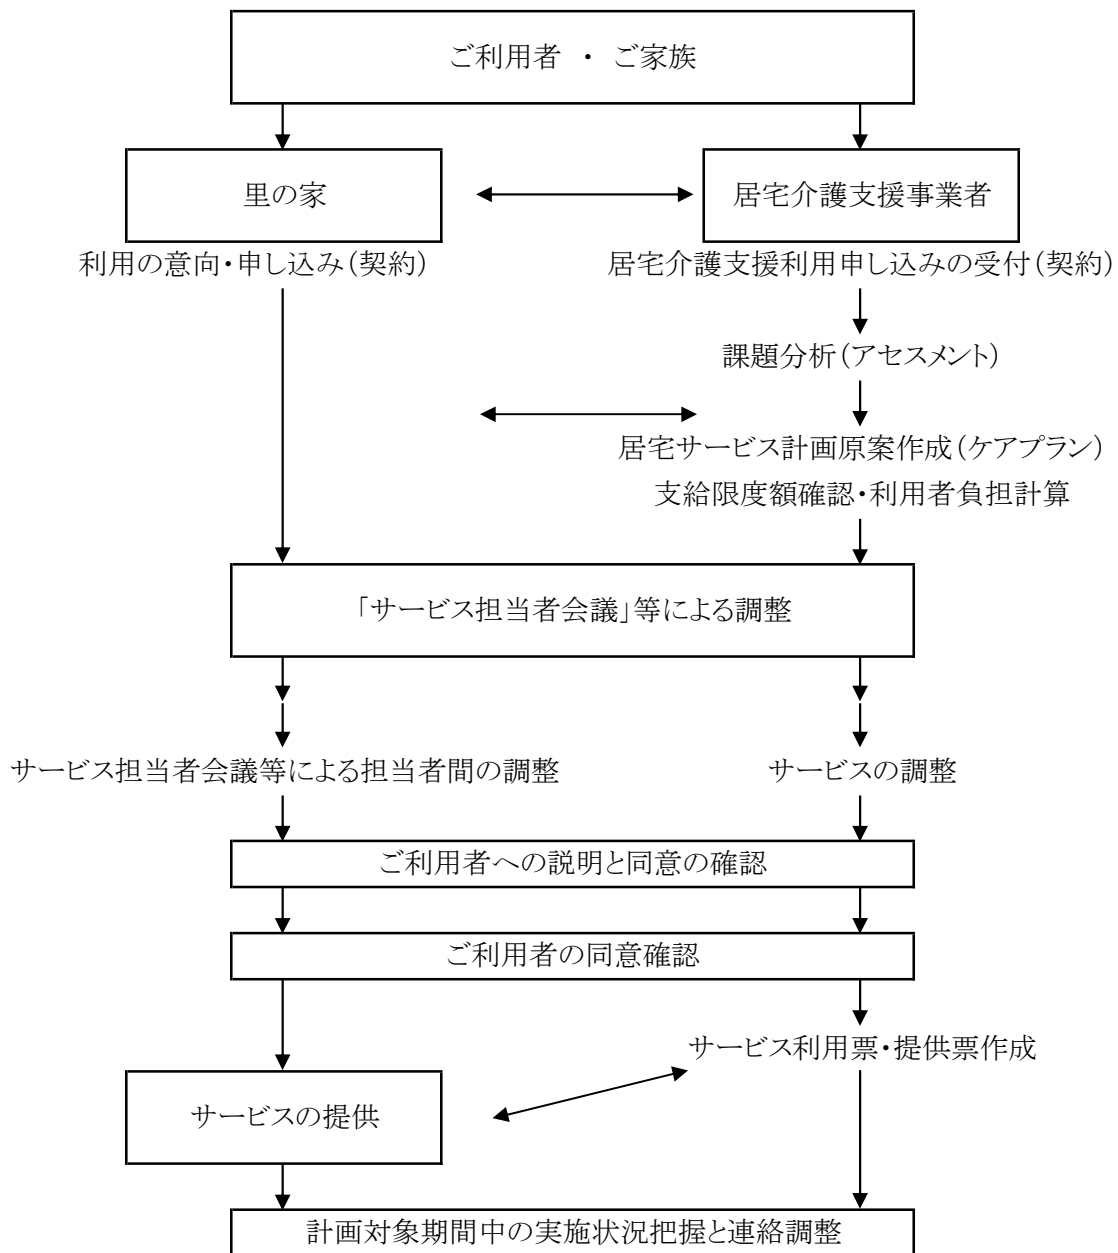 ご利用者 ・ ご家族
里の家
居宅介護支援事業者
利用の意向・申し込み（契約）
居宅介護支援利用申し込みの受付（契約）
課題分析（アセスメント）
居宅サービス計画原案作成（ケアプラン）
支給限度額確認・利用者負担計算
「サービス担当者会議」等による調整
サービス担当者会議等による担当者間の調整
サービスの調整
ご利用者への説明と同意の確認
ご利用者の同意確認
サービス利用票・提供票作成
サービスの提供
計画対象期間中の実施状況把握と連絡調整